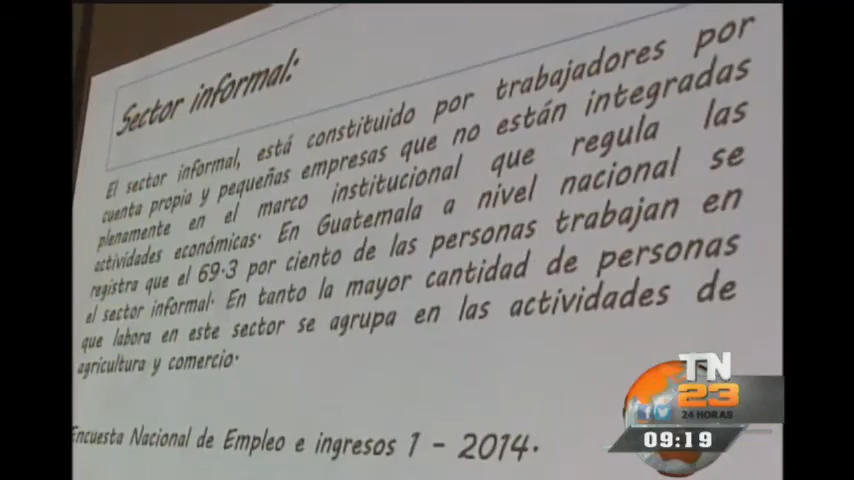 Sector informal:
El sector informal, está constituido por trabajadores por
cuenta propia y pequeñas empresas que no están integradas
plenamente en el marco institucional que regula las
actividades económicas. En Guatemala a nivel nacional se
registra que el 69.3 por ciento de las personas trabajan en
el sector informal. En tanto la mayor cantidad de personas
que labora en este sector se agrupa en las actividades de
agricultura y comercio.
Encuesta Nacional de Empleo e ingresos 1 - 2014.
TN
23
24 HORAS
09:19